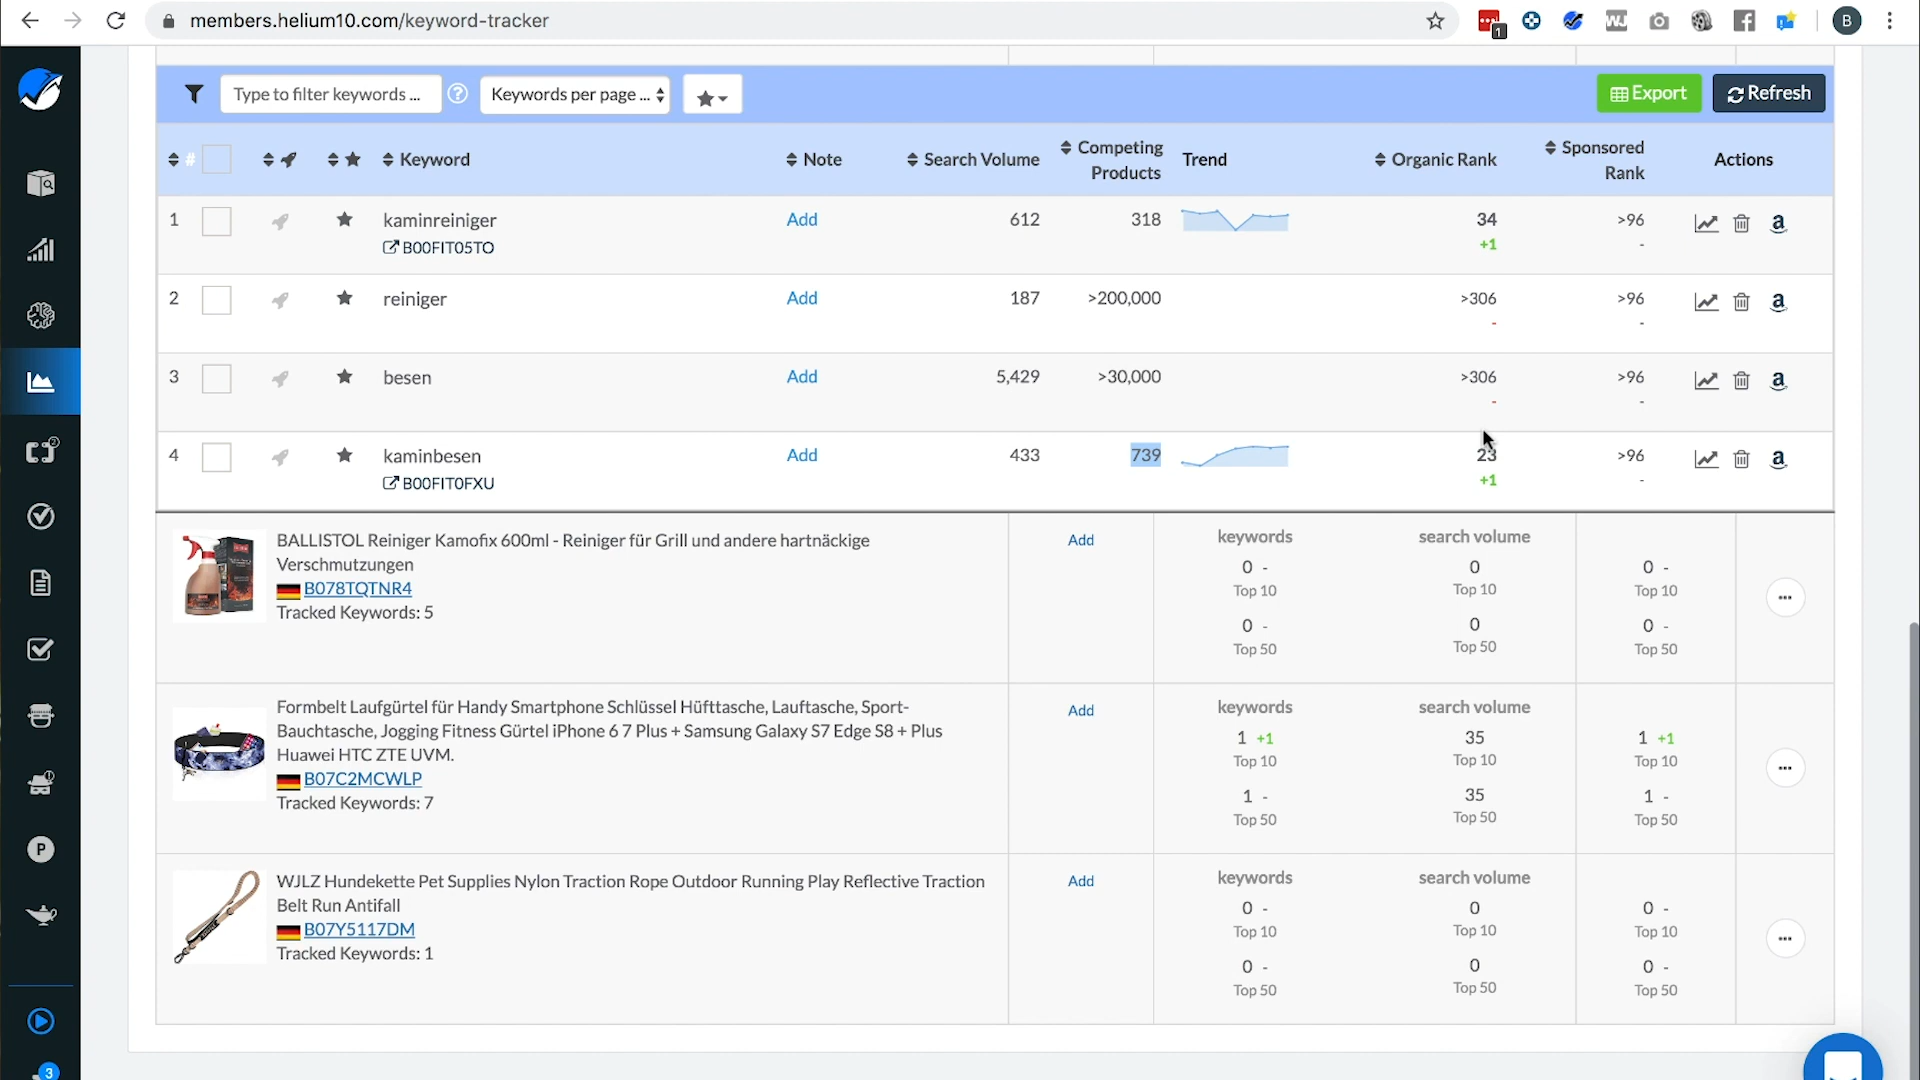 members.helium10.com/keyword-tracker
1
B
Type to filter keywords ...
?
Keywords per page ...
Export
Refresh
#
Keyword
Note
Search Volume
Competing Products
Trend
Organic Rank
Sponsored Rank
Actions
1
kaminreiniger
Add
612
318
34
>96
B00FIT05TO
+1
-
2
reiniger
Add
187
>200,000
>306
>96
-
-
3
besen
Add
5,429
>30,000
>306
>96
-
-
4
kaminbesen
Add
433
739
23
>96
B00FIT0FXU
+1
-
BALLISTOL Reiniger Kamofix 600ml - Reiniger für Grill und andere hartnäckige
Verschmutzungen
B078TQTNR4
Tracked Keywords: 5
Add
keywords
0 -
Top 10
0 -
Top 50
search volume
0
Top 10
0
Top 50
0 -
Top 10
0 -
Top 50
Formbelt Laufgürtel für Handy Smartphone Schlüssel Hüfttasche, Lauftasche, Sport-
Bauchtasche, Jogging Fitness Gürtel iPhone 6 7 Plus + Samsung Galaxy S7 Edge S8 + Plus
Huawei HTC ZTE UVM.
B07C2MCWLP
Tracked Keywords: 7
Add
keywords
1 +1
Top 10
1 -
Top 50
search volume
35
Top 10
35
Top 50
1 +1
Top 10
1 -
Top 50
WJLZ Hundekette Pet Supplies Nylon Traction Rope Outdoor Running Play Reflective Traction
Belt Run Antifall
B07Y5117DM
Tracked Keywords: 1
Add
keywords
0 -
Top 10
0 -
Top 50
search volume
0
Top 10
0
Top 50
0 -
Top 10
0 -
Top 50
2
P
3